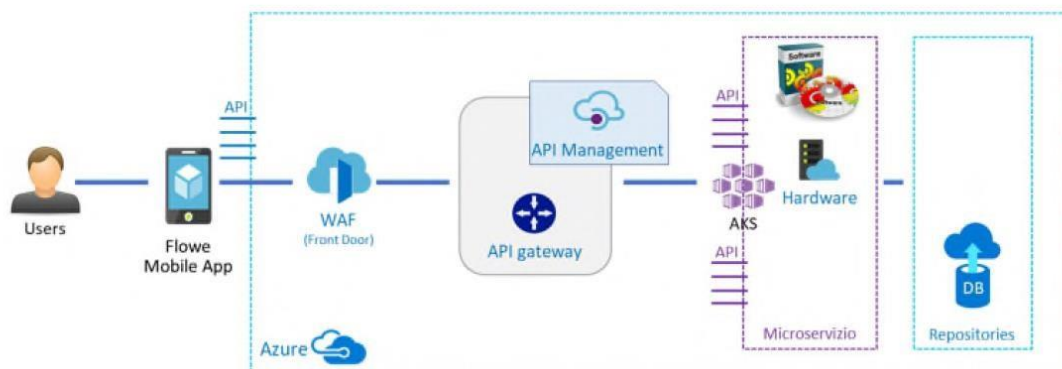 Users
Flowe
Mobile App
API
WAF
(Front Door)
API Management
API gateway
API
Software
Software
Hardware
AKS
API
Microservizio
DB
Repositories
Azure